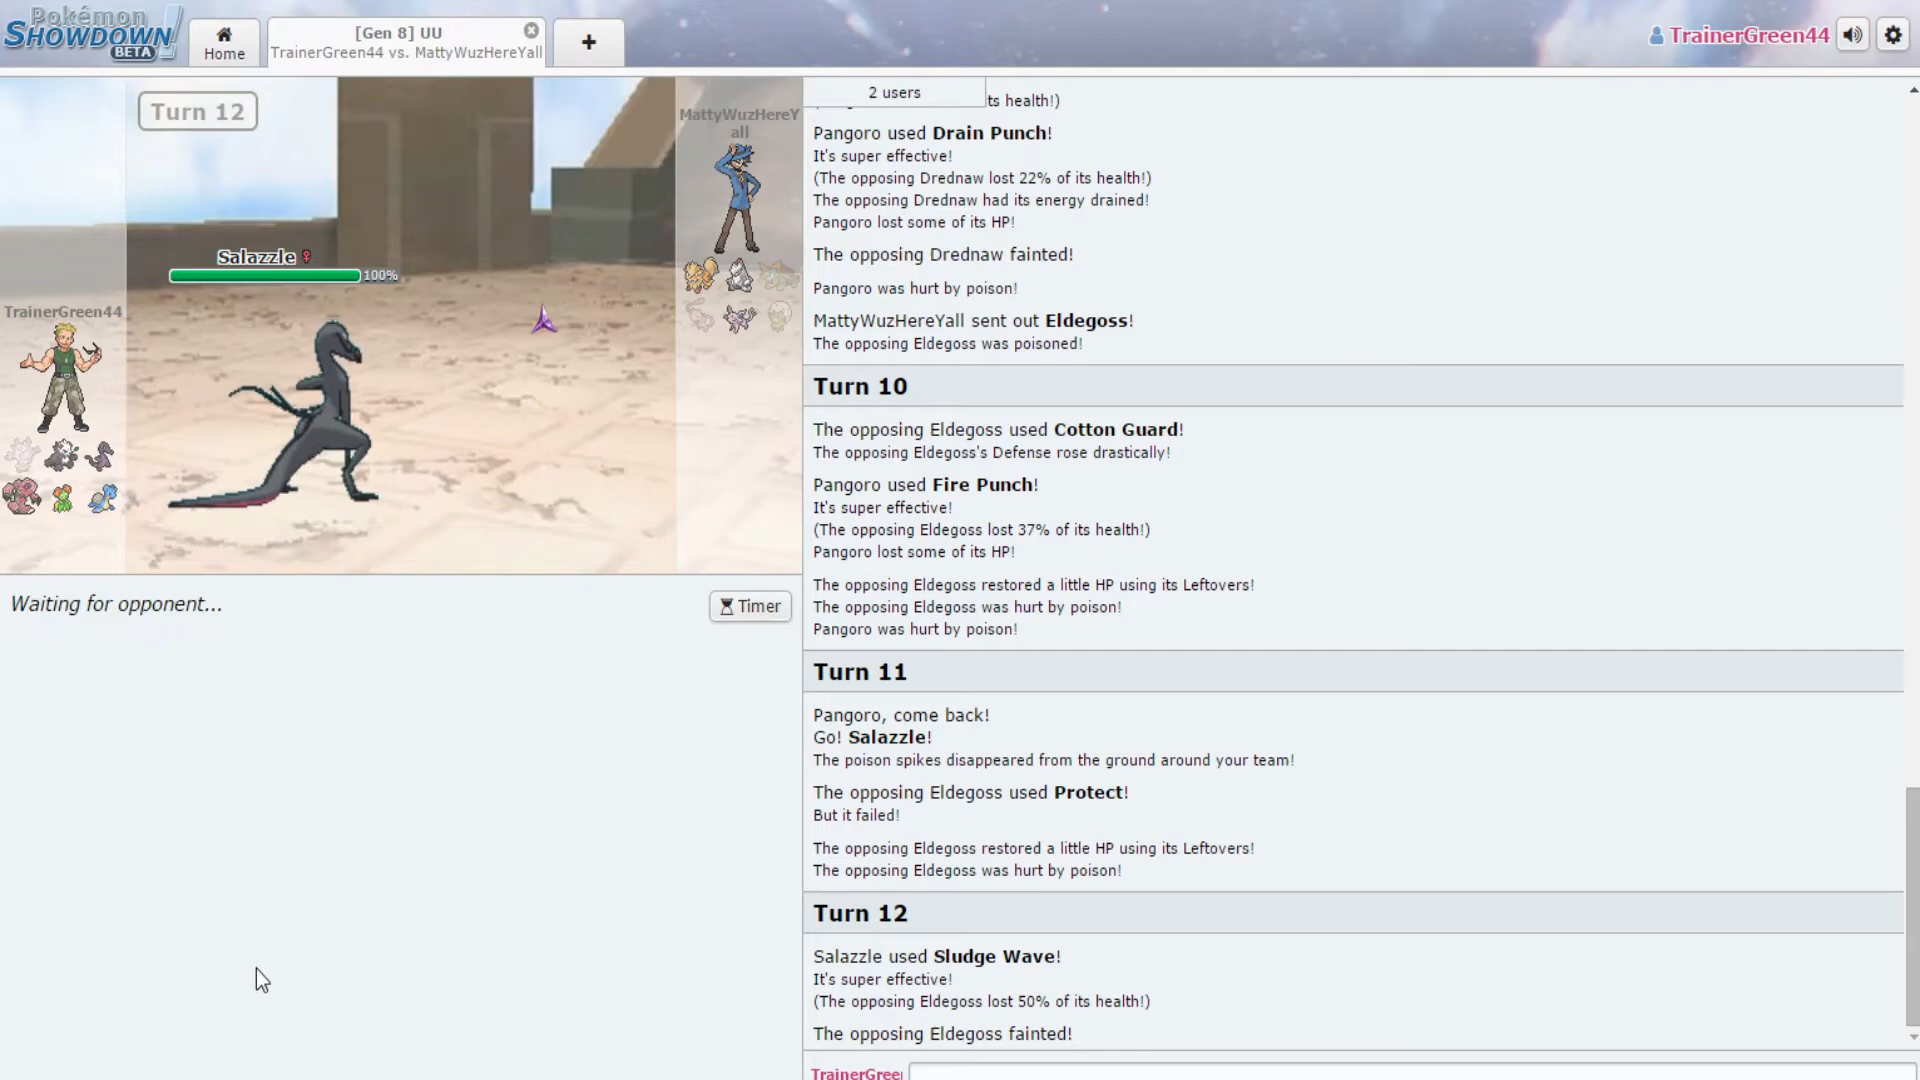 Pokémon
SHOWDOWN
BETA
Home
[Gen 8] UU
TrainerGreen44 vs. MattyWuzHereYall
+
TrainerGreen44
Turn 12
MattyWuzHereY
all
Salazzle
100%
TrainerGreen44
Waiting for opponent...
Timer
2 users
ts health!)
Pangoro used Drain Punch!
It's super effective!
(The opposing Drednaw lost 22% of its health!)
The opposing Drednaw had its energy drained!
Pangoro lost some of its HP!
The opposing Drednaw fainted!
Pangoro was hurt by poison!
MattyWuzHereYall sent out Eldegoss!
The opposing Eldegoss was poisoned!
Turn 10
The opposing Eldegoss used Cotton Guard!
The opposing Eldegoss's Defense rose drastically!
Pangoro used Fire Punch!
It's super effective!
(The opposing Eldegoss lost 37% of its health!)
Pangoro lost some of its HP!
The opposing Eldegoss restored a little HP using its Leftovers!
The opposing Eldegoss was hurt by poison!
Pangoro was hurt by poison!
Turn 11
Pangoro, come back!
Go! Salazzle!
The poison spikes disappeared from the ground around your team!
The opposing Eldegoss used Protect!
But it failed!
The opposing Eldegoss restored a little HP using its Leftovers!
The opposing Eldegoss was hurt by poison!
Turn 12
Salazzle used Sludge Wave!
It's super effective!
(The opposing Eldegoss lost 50% of its health!)
The opposing Eldegoss fainted!
TrainerGree